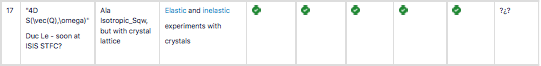 17
"4D
S(\vec(Q),\omega)"
Duc Le - soon at
ISIS STFC?
Ala
Isotropic_Sqw,
but with crystal
lattice
Elastic and inelastic
experiments with
crystals
?¿?